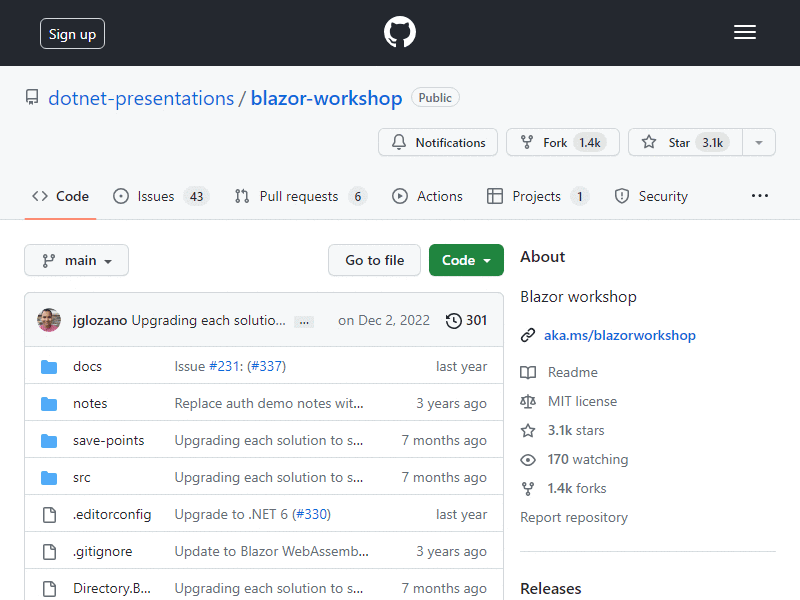 Sign up
dotnet-presentations / blazor-workshop Public
Notifications Fork 1.4k Star 3.1k
Code Issues 43 Pull requests 6 Actions Projects 1 Security ...
main Go to file Code
jglozano Upgrading each solutio... ... on Dec 2, 2022 301
docs Issue #231: (#337) last year
notes Replace auth demo notes wit... 3 years ago
save-points Upgrading each solution to s... 7 months ago
src Upgrading each solution to s... 7 months ago
.editorconfig Upgrade to .NET 6 (#330) last year
.gitignore Update to Blazor WebAssemb... 3 years ago
Directory.B... Upgrading each solution to s... 7 months ago
About
Blazor workshop
aka.ms/blazorworkshop
Readme
MIT license
3.1k stars
170 watching
1.4k forks
Report repository
Releases